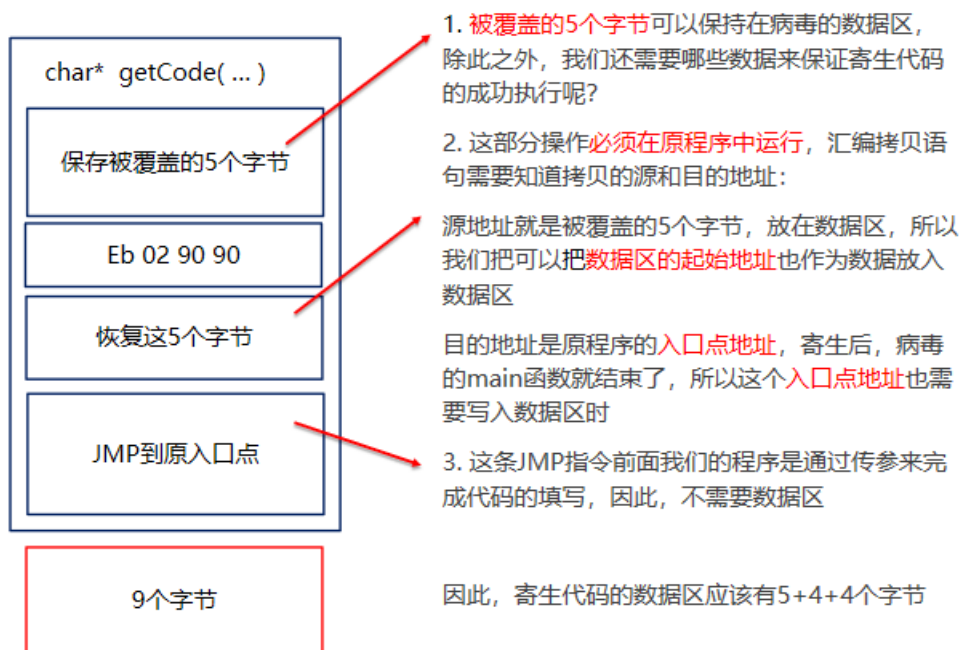 char* getCode( ... )
保存被覆盖的5个字节
Eb 02 90 90
恢复这5个字节
JMP到原入口点
9个字节
1. 被覆盖的5个字节可以保持在病毒的数据区，
除此之外，我们还需要哪些数据来保证寄生代码
的成功执行呢？
2. 这部分操作必须在原程序中运行，汇编拷贝语
句需要知道拷贝的源和目的地址：
源地址就是被覆盖的5个字节，放在数据区，所以
我们把可以把数据区的起始地址也作为数据放入
数据区
目的地址是原程序的入口点地址，寄生后，病毒
的main函数就结束了，所以这个入口点地址也需
要写入数据区时
3. 这条JMP指令前面我们的程序是通过传参来完
成代码的填写，因此，不需要数据区
因此，寄生代码的数据区应该有5+4+4个字节